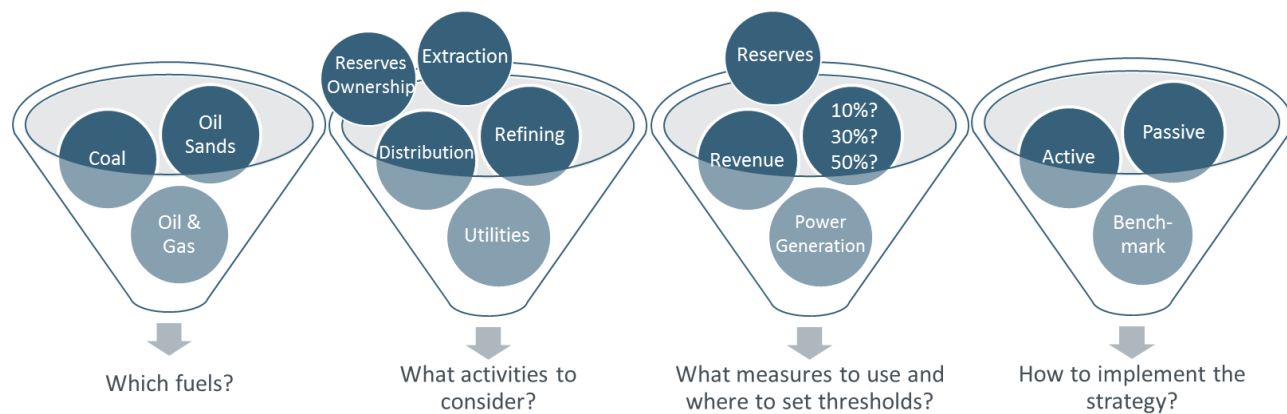 Coal
Oil
Sands
Oil &
Gas
Which fuels?
Reserves
Ownership
Extraction
Distribution
Refining
Utilities
What activities to
consider?
Reserves
Revenue
10%?
30%?
50%?
Power
Generation
What measures to use and
where to set thresholds?
Active
Passive
Bench-
mark
How to implement the
strategy?